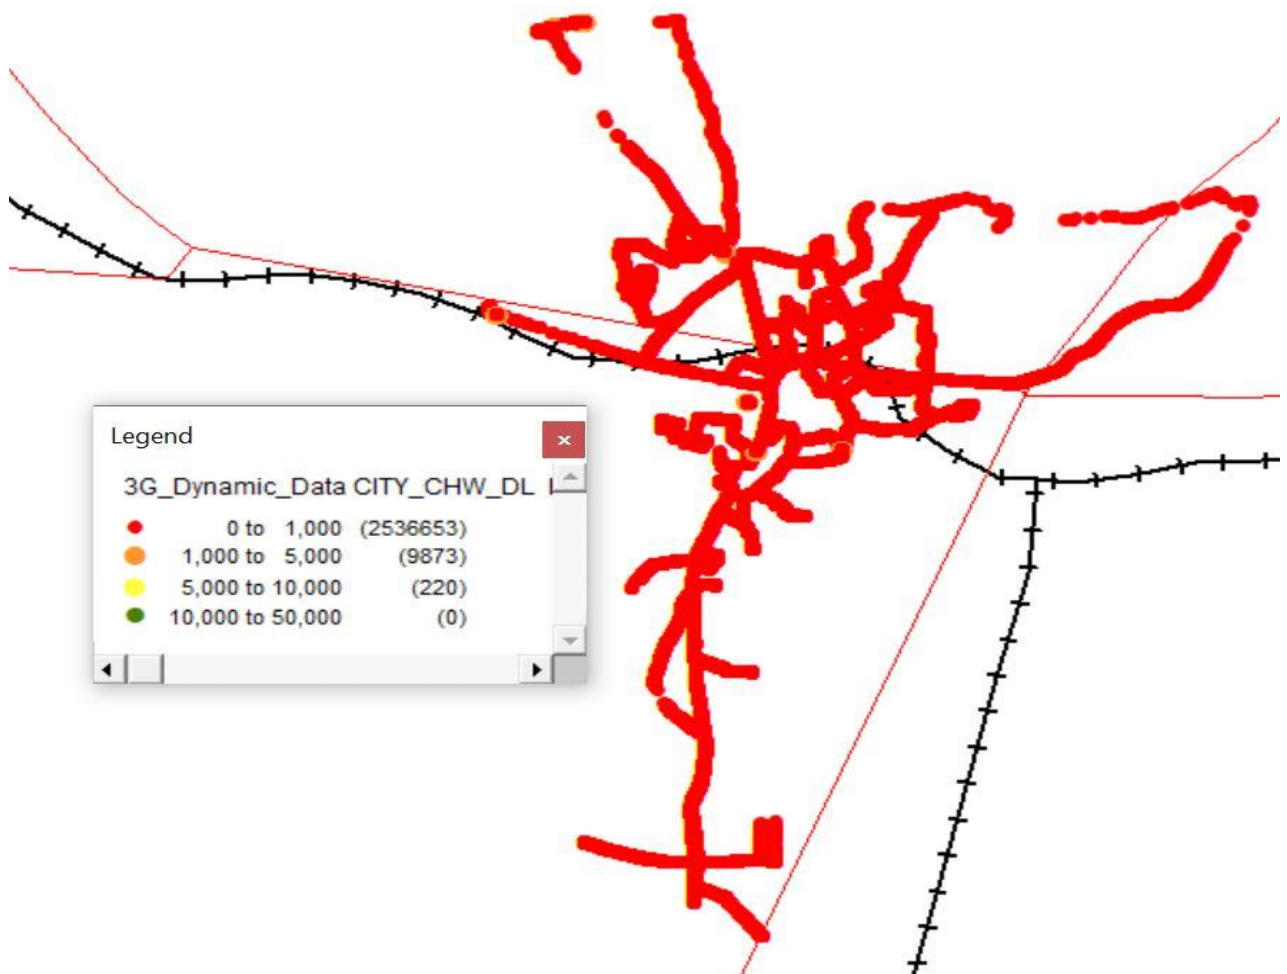 Legend
x
3G_Dynamic_Data CITY_CHW_DL
0 to 1,000 (2536653)
1,000 to 5,000 (9873)
5,000 to 10,000 (220)
10,000 to 50,000 (0)